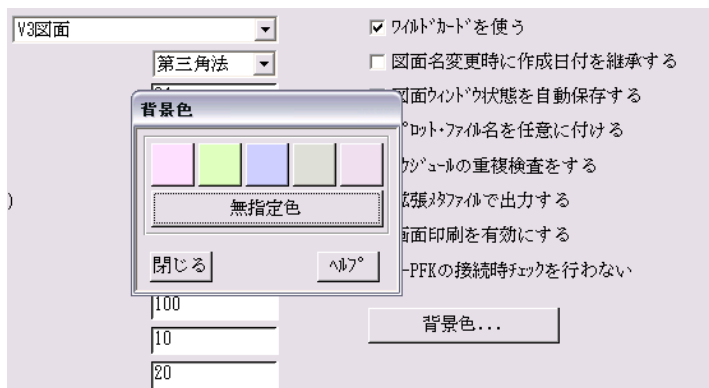 V3図面
第三角法
)
100
10
20
ワイルドカードを使う
図面名変更時に作成日付を継承する
図面ウィンドウ状態を自動保存する
プロット・ファイル名を任意に付ける
ジュールの重複検査をする
拡張メタファイルで出力する
画面印刷を有効にする
-PFKの接続時チェックを行わない
背景色...
背景色
無指定色
閉じる
ヘルプ